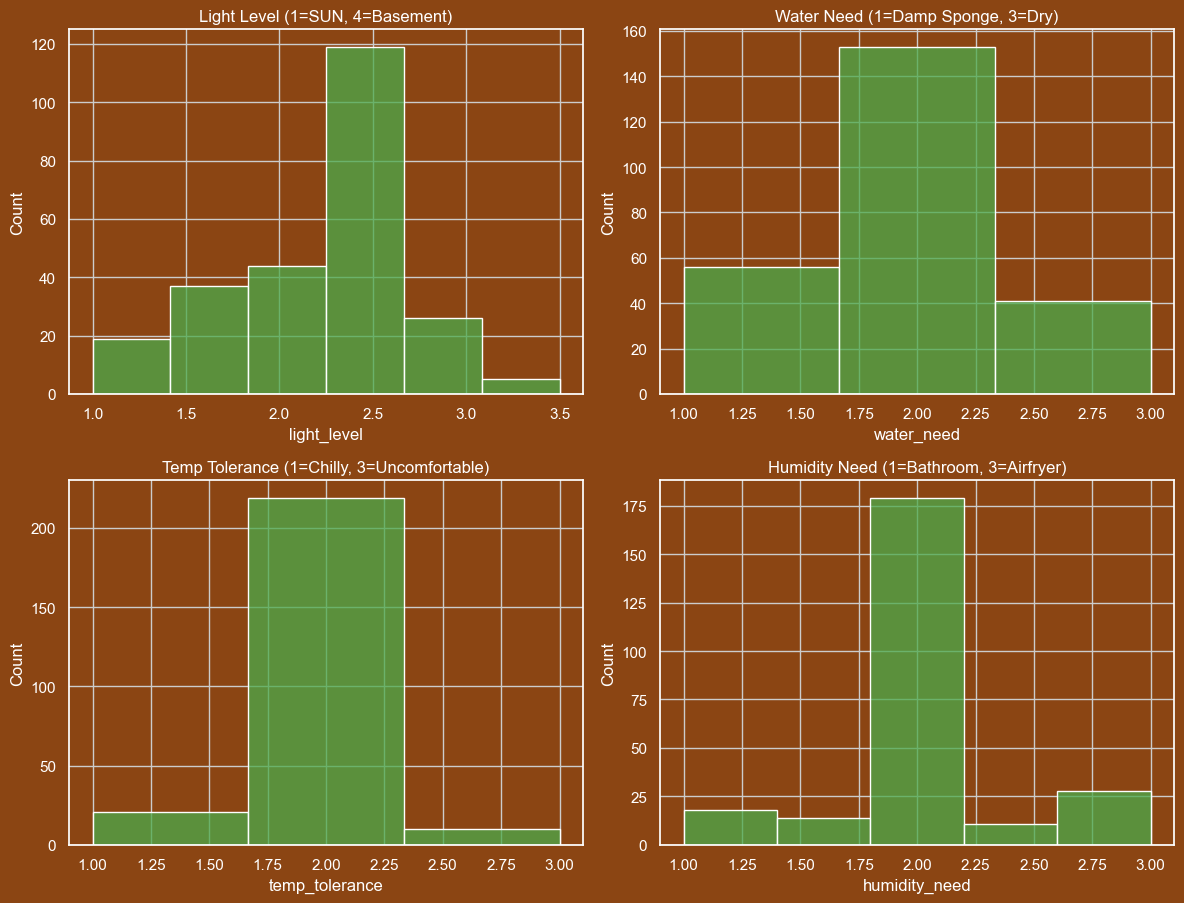 Light Level (1=SUN, 4=Basement)
120
100
80
60
40
20
0
Count
1.0 1.5 2.0 2.5 3.0 3.5
light_level
Water Need (1=Damp Sponge, 3=Dry)
160
140
120
100
80
60
40
20
0
Count
1.00 1.25 1.50 1.75 2.00 2.25 2.50 2.75 3.00
water_need
Temp Tolerance (1=Chilly, 3=Uncomfortable)
200
150
100
50
0
Count
1.00 1.25 1.50 1.75 2.00 2.25 2.50 2.75 3.00
temp_tolerance
Humidity Need (1=Bathroom, 3=Airfryer)
175
150
125
100
75
50
25
0
Count
1.00 1.25 1.50 1.75 2.00 2.25 2.50 2.75 3.00
humidity_need